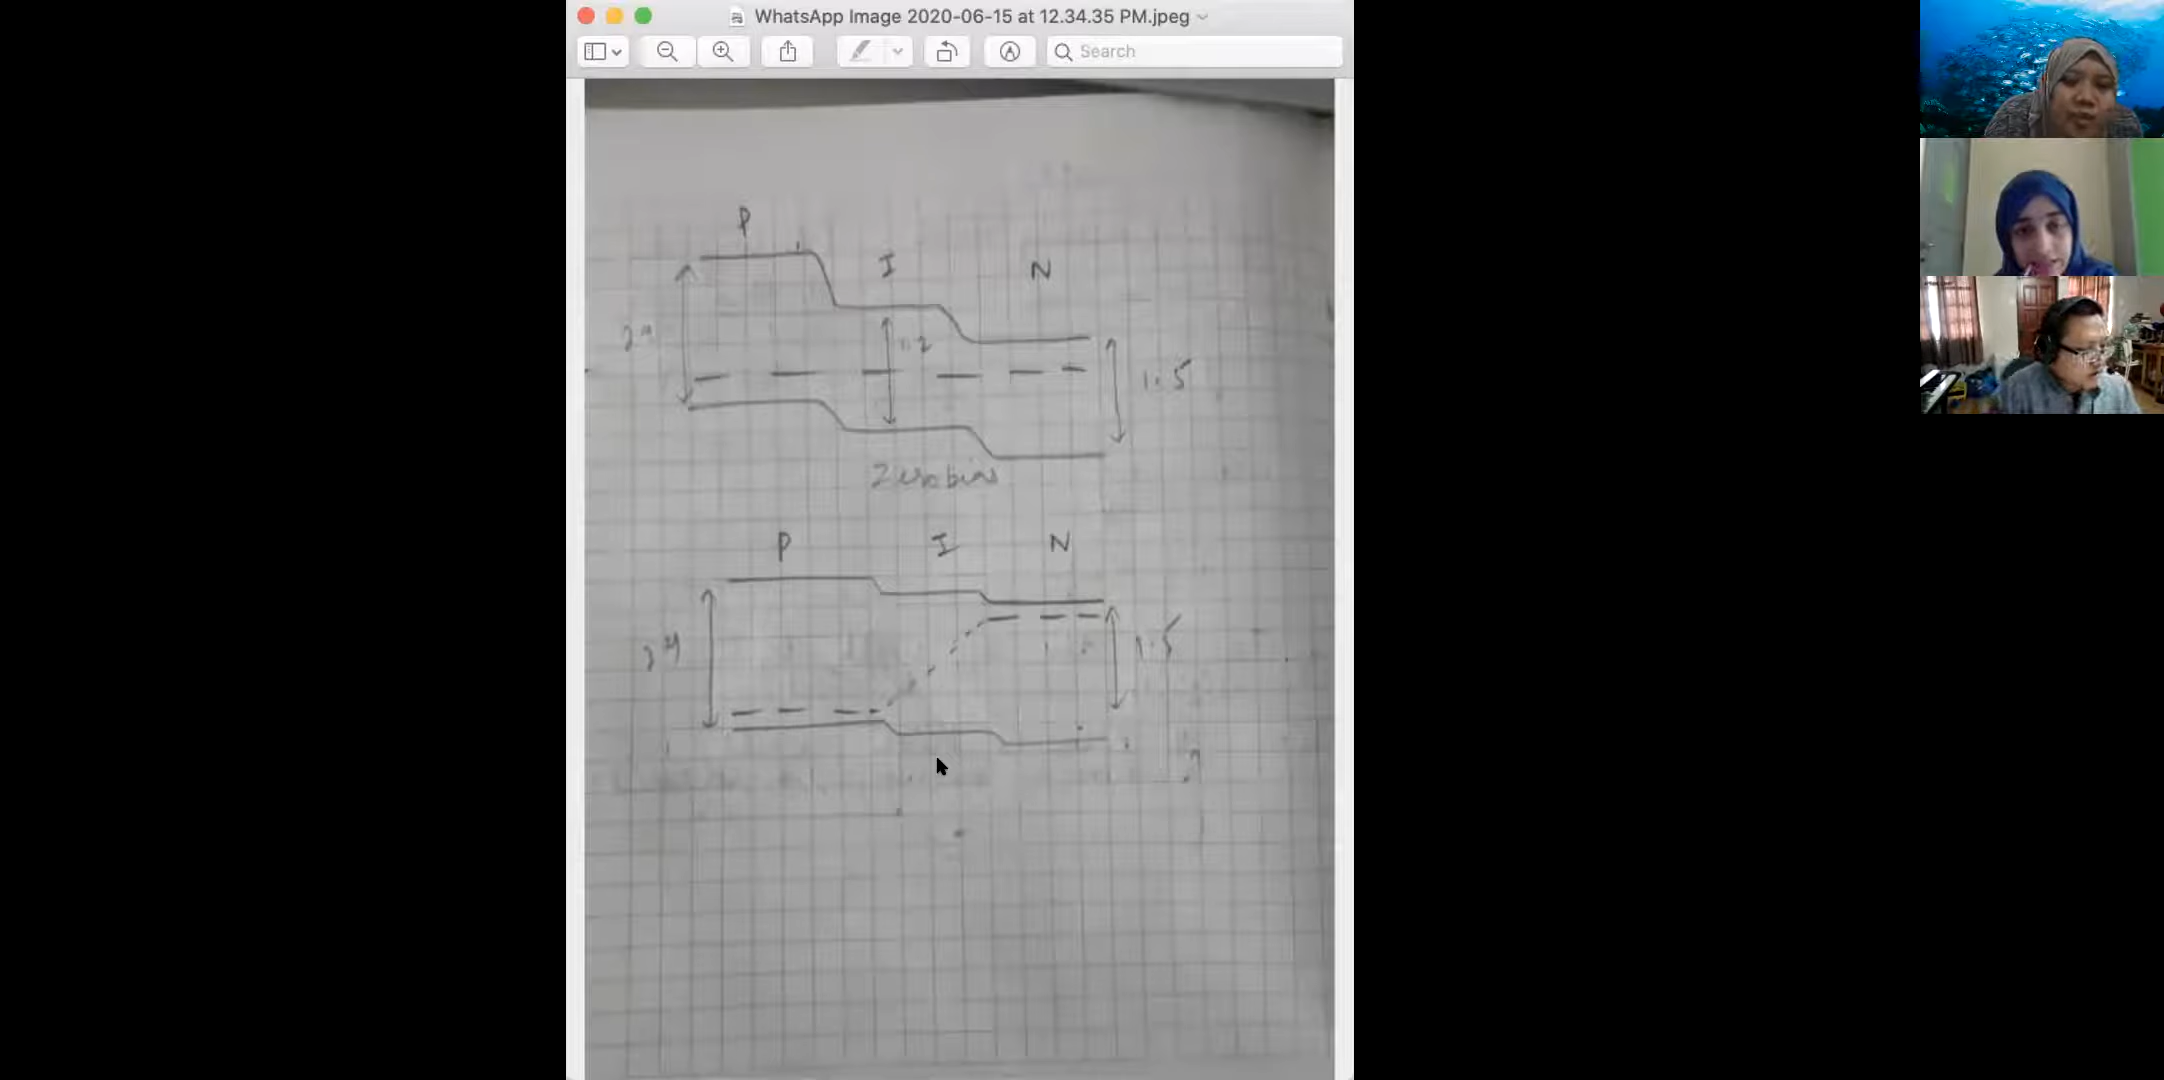 WhatsApp Image 2020-06-15 at 12.34.35 PM.jpeg
Search
P
I
N
1.2
1.5
Zero bias
P
I
N
1.5